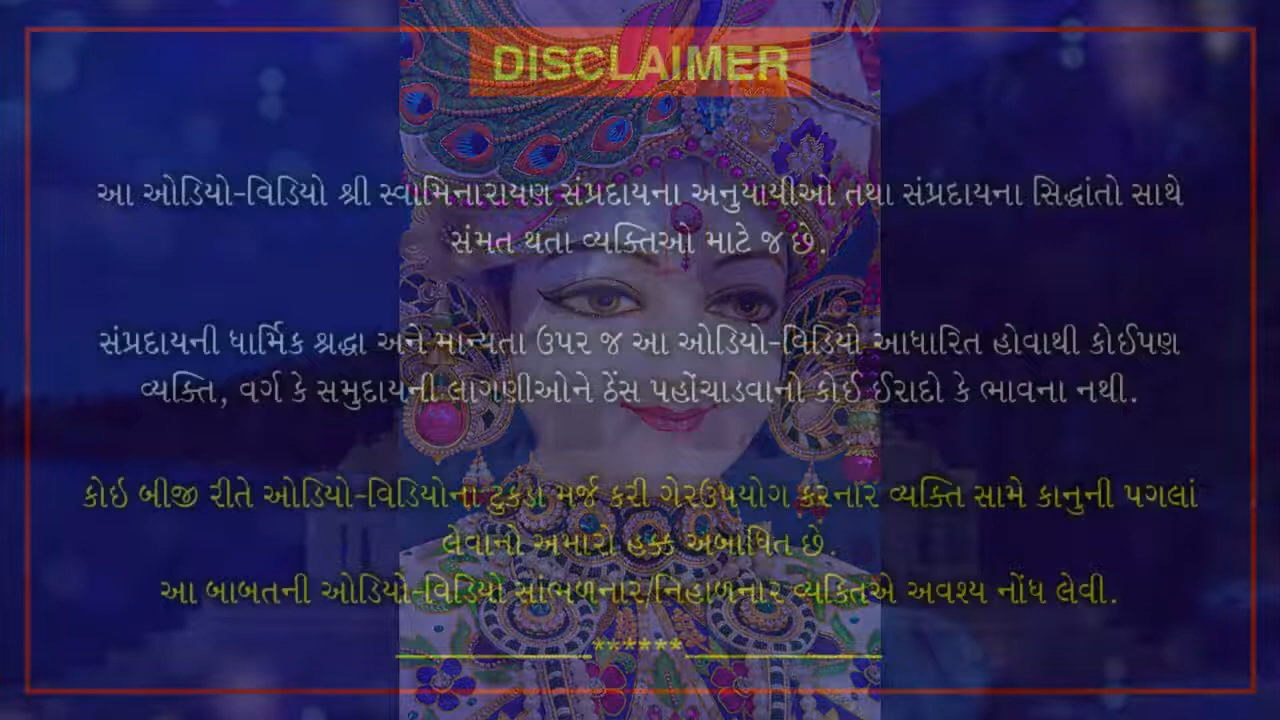 DISCLAIMER
આ ઓડિયો-વિડિયો શ્રી સ્વામિનારાયણ સંપ્રદાયના અનુયાયીઓ તથા સંપ્રદાયના સિદ્ધાંતો સાથે
સંમત થતા વ્યક્તિઓ માટે જ છે.
સંપ્રદાયની ધાર્મિક શ્રદ્ધા અને માન્યતા ઉપર જ આ ઓડિયો-વિડિયો આધારિત હોવાથી કોઈપણ
વ્યક્તિ, વર્ગ કે સમુદાયની લાગણીઓને ઠેંસ પહોંચાડવાનો કોઈ ઈરાદો કે ભાવના નથી.
કોઇ બીજી રીતે ઓડિયો-વિડિયોના ટુકડા મર્જ કરી ગેરઉપયોગ કરનાર વ્યક્તિ સામે કાનુની પગલાં
લેવાનો અમારો હક્ક અબાધિત છે.
આ બાબતની ઓડિયો-વિડિયો સાંભળનાર/નિહાળનાર વ્યકિતએ અવશ્ય નોંધ લેવી.
******